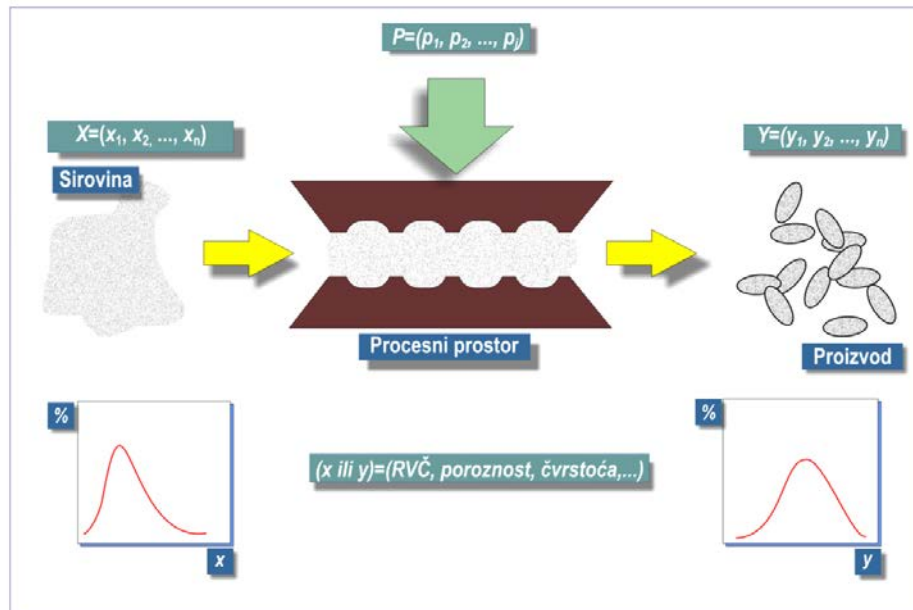 P=(p₁, p₂, ..., pⱼ)
X=(x₁, x₂, ..., xₙ)
Y=(y₁, y₂, ..., yₙ)
Sirovina
Procesni prostor
Proizvod
%
%
(x ili y)=(RVČ, poroznost, čvrstoća,...)
x
y